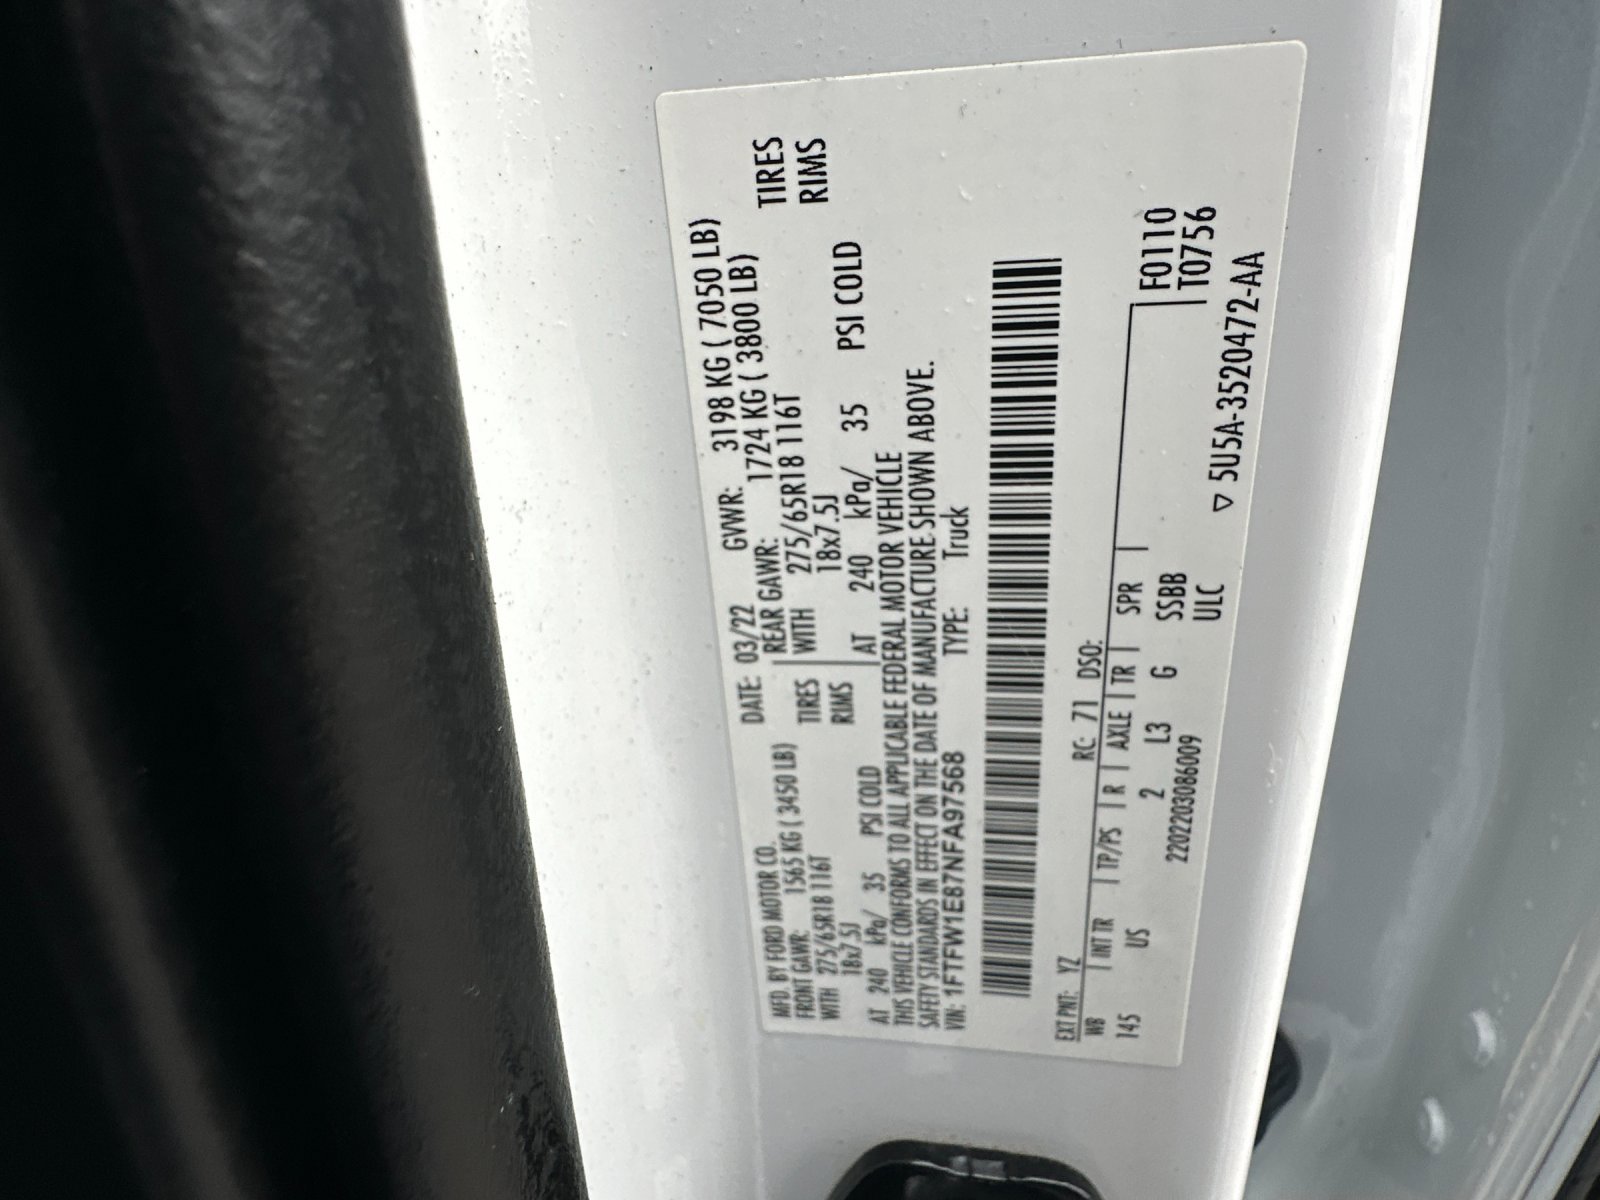 MFD. BY FORD MOTOR CO. DATE: 03/22 GVWR: 3198 KG ( 7050 LB)
FRONT GAWR: 1565 KG ( 3450 LB) REAR GAWR: 1724 KG ( 3800 LB)
WITH 275/65R18 116T TIRES WITH 275/65R18 116T TIRES
18x7.5J RIMS 18x7.5J RIMS
AT 240 kPa/ 35 PSI COLD AT 240 kPa/ 35 PSI COLD
THIS VEHICLE CONFORMS TO ALL APPLICABLE FEDERAL MOTOR VEHICLE
SAFETY STANDARDS IN EFFECT ON THE DATE OF MANUFACTURE SHOWN ABOVE.
VIN: 1FTFW1E87NFA97568 TYPE: Truck
EXT PNT: YZ RC: 71 DSO:
WB INT TR TP/PS R AXLE TR SPR F0110
145 US 2 L3 G SSBB T0756
2202203086009 ULC
▽ 5U5A-3520472-AA